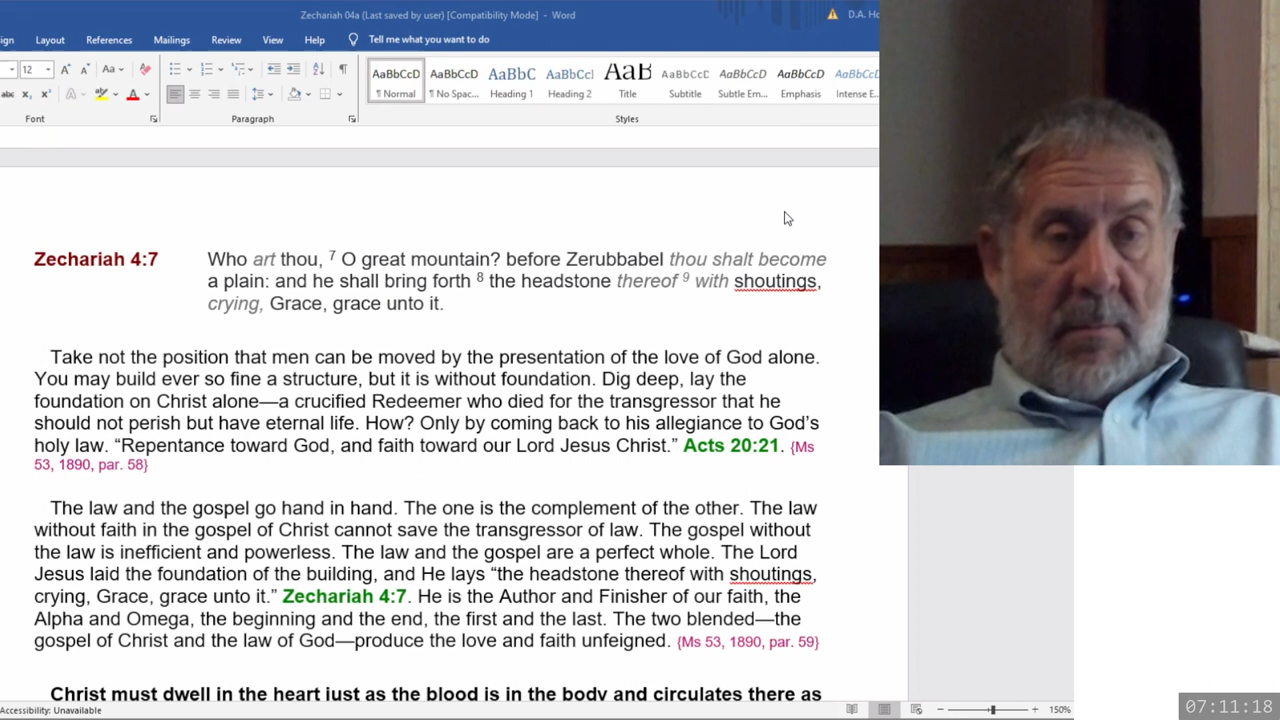 Zechariah 04a (Last saved by user) [Compatibility Mode] - Word
D.A. Ho
ign Layout References Mailings Review View Help Tell me what you want to do
12 Aa
abc x₂ x² A
AaBbCcD AaBbCcD AaBbC AaBbCcI AaB AaBbCcD AaBbCcD AaBbCcD AaBbCcD
¶ Normal ¶ No Spac... Heading 1 Heading 2 Title Subtitle Subtle Em... Emphasis Intense E...
Font Paragraph Styles
Zechariah 4:7 Who art thou, ⁷ O great mountain? before Zerubbabel thou shalt become
a plain: and he shall bring forth ⁸ the headstone thereof ⁹ with shoutings,
crying, Grace, grace unto it.
Take not the position that men can be moved by the presentation of the love of God alone.
You may build ever so fine a structure, but it is without foundation. Dig deep, lay the
foundation on Christ alone—a crucified Redeemer who died for the transgressor that he
should not perish but have eternal life. How? Only by coming back to his allegiance to God’s
holy law. “Repentance toward God, and faith toward our Lord Jesus Christ.” Acts 20:21. {Ms
53, 1890, par. 58}
The law and the gospel go hand in hand. The one is the complement of the other. The law
without faith in the gospel of Christ cannot save the transgressor of law. The gospel without
the law is inefficient and powerless. The law and the gospel are a perfect whole. The Lord
Jesus laid the foundation of the building, and He lays “the headstone thereof with shoutings,
crying, Grace, grace unto it.” Zechariah 4:7. He is the Author and Finisher of our faith, the
Alpha and Omega, the beginning and the end, the first and the last. The two blended—the
gospel of Christ and the law of God—produce the love and faith unfeigned. {Ms 53, 1890, par. 59}
Christ must dwell in the heart just as the blood is in the body and circulates there as
Accessibility: Unavailable
150%
07:11:18